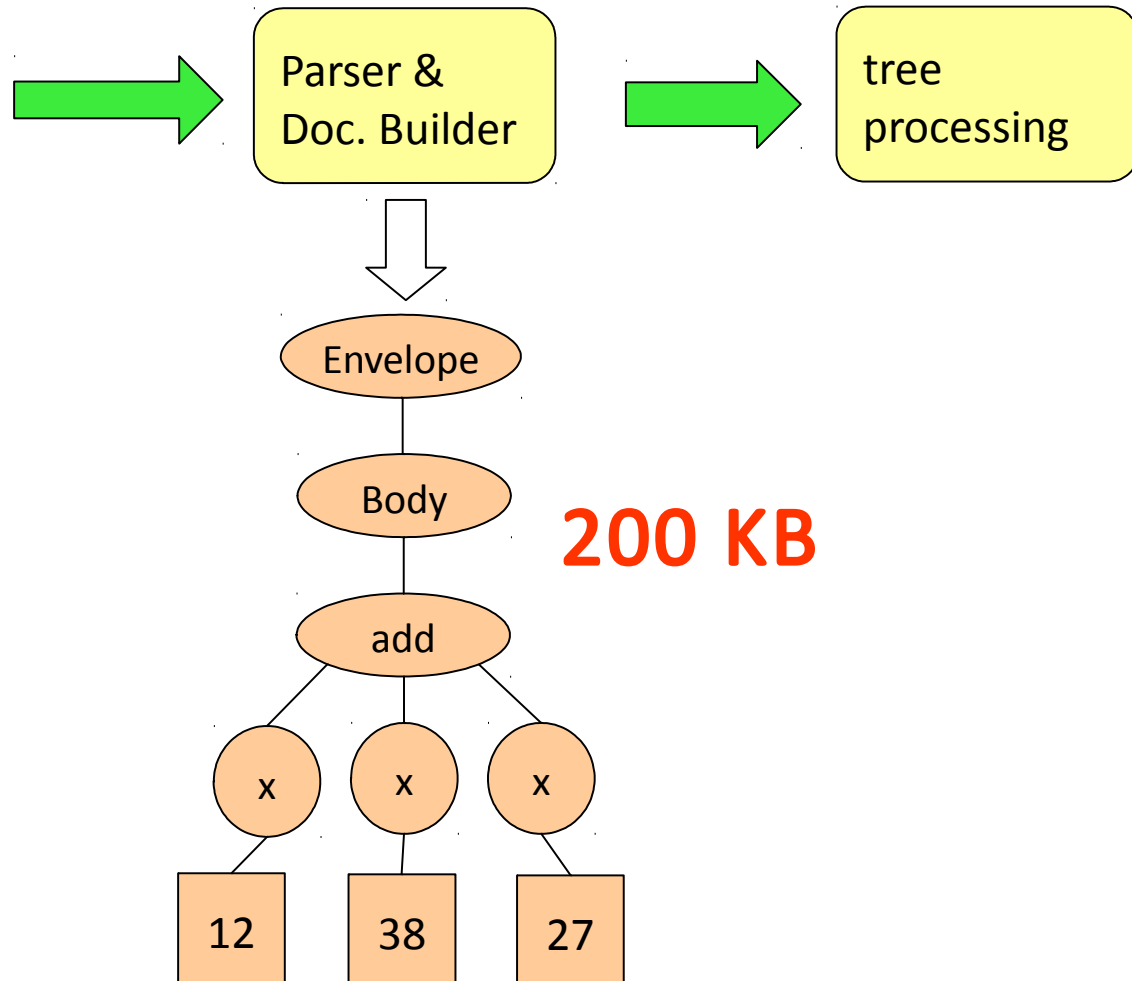 Parser &
Doc. Builder
tree
processing
Envelope
Body
200 KB
add
x x x
12 38 27